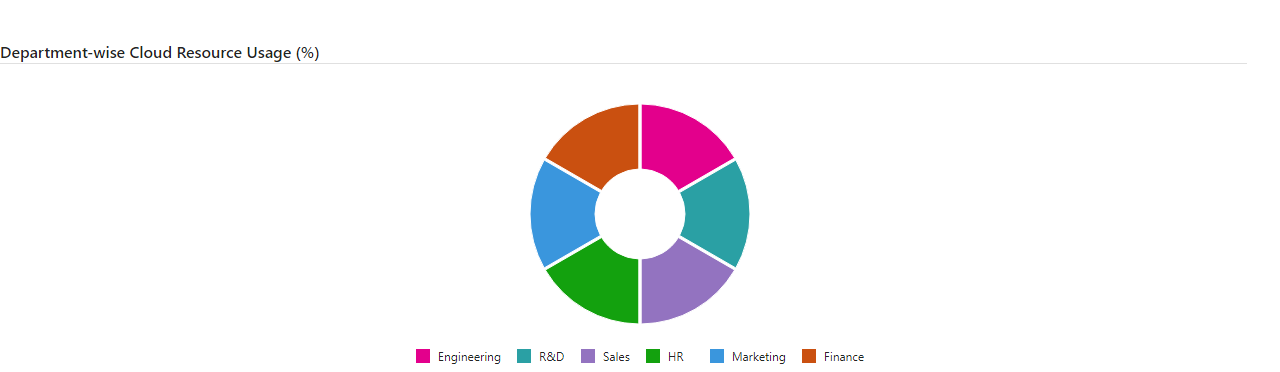 Department-wise Cloud Resource Usage (%)
Engineering R&D Sales HR Marketing Finance